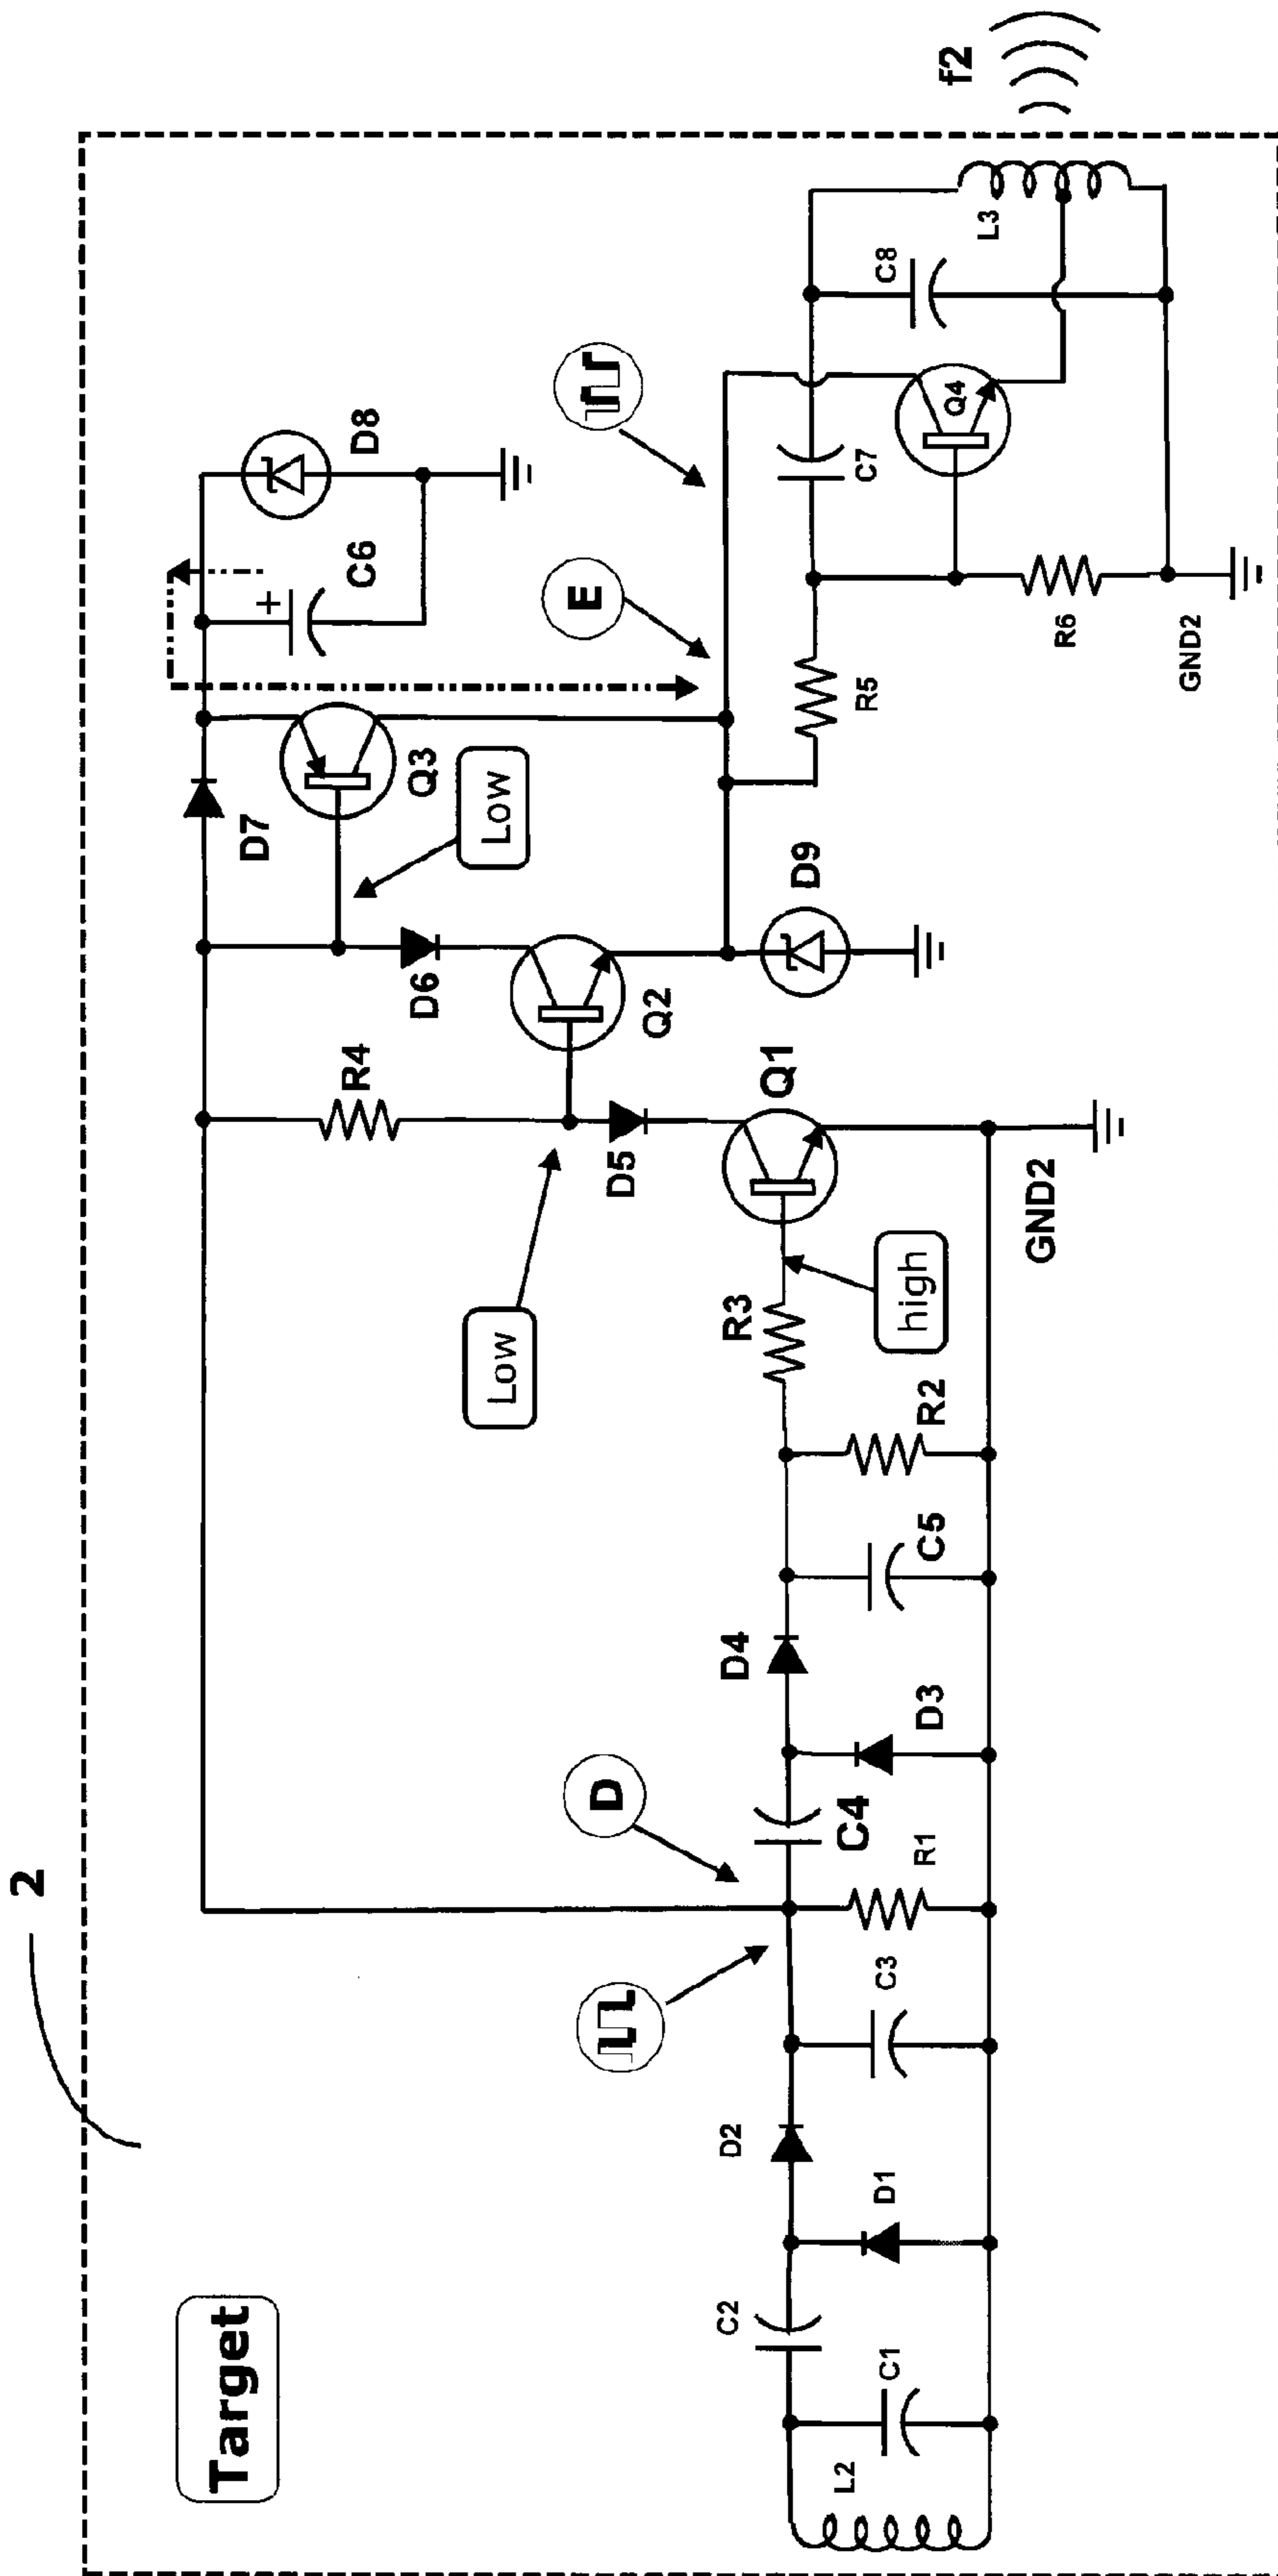 2
Target
L2
C1
C2
D1
D2
C3
D
R1
C4
D3
D4
C5
R2
R3
high
Low
GND2
Q1
D5
R4
Q2
D6
D9
D7
Low
Q3
E
C6
+
D8
R5
R6
GND2
C7
Q4
C8
L3
f2